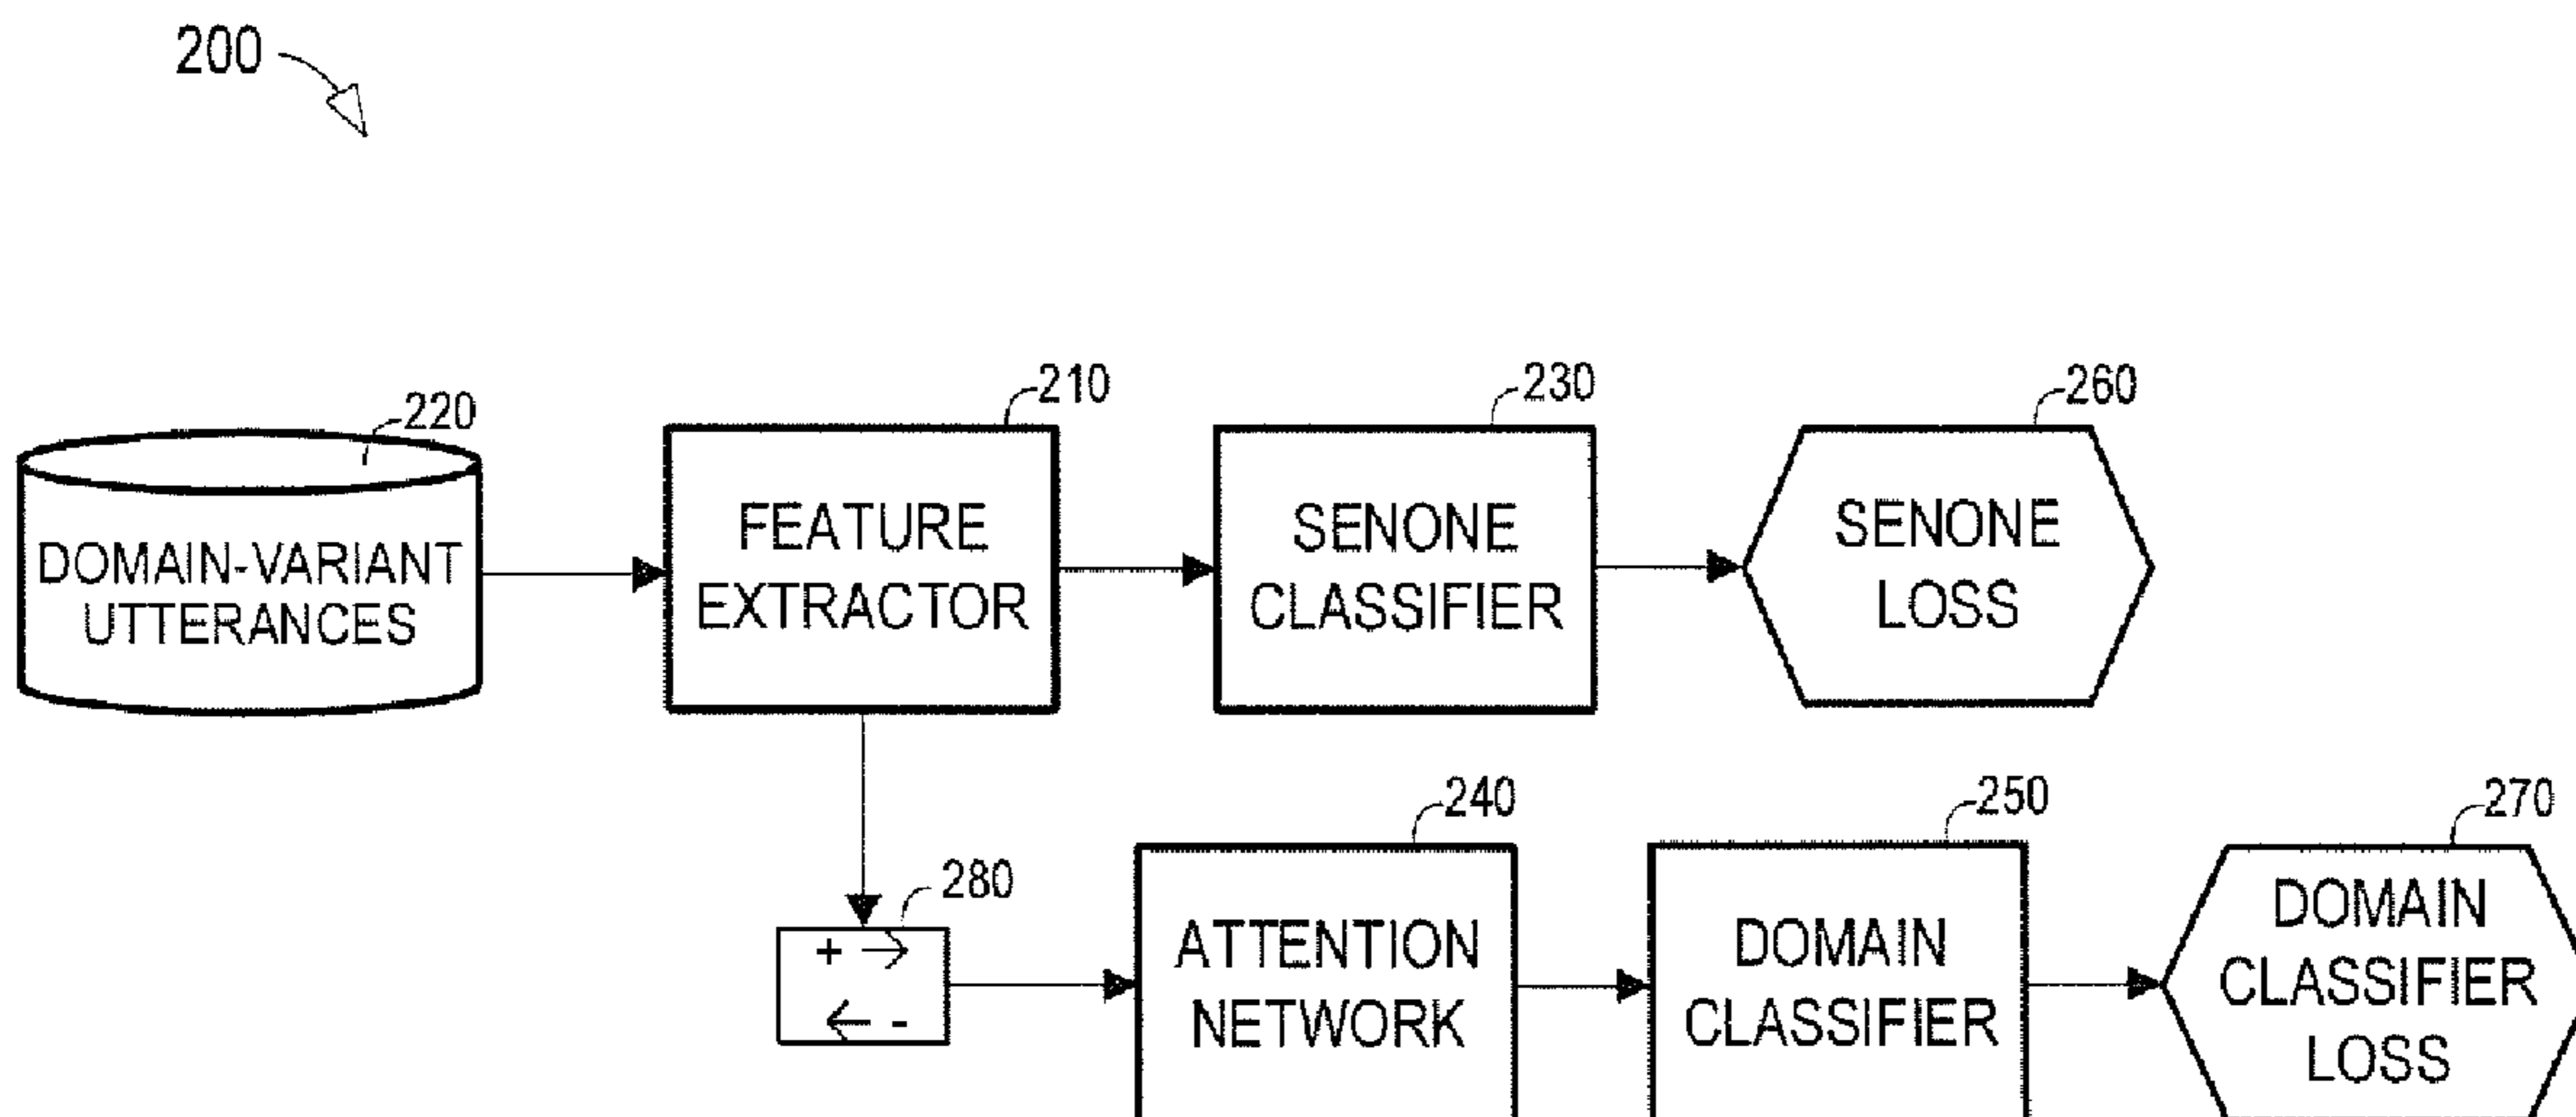 200
220
DOMAIN-VARIANT
UTTERANCES
210
FEATURE
EXTRACTOR
230
SENONE
CLASSIFIER
260
SENONE
LOSS
280
+ →
← -
240
ATTENTION
NETWORK
250
DOMAIN
CLASSIFIER
270
DOMAIN
CLASSIFIER
LOSS